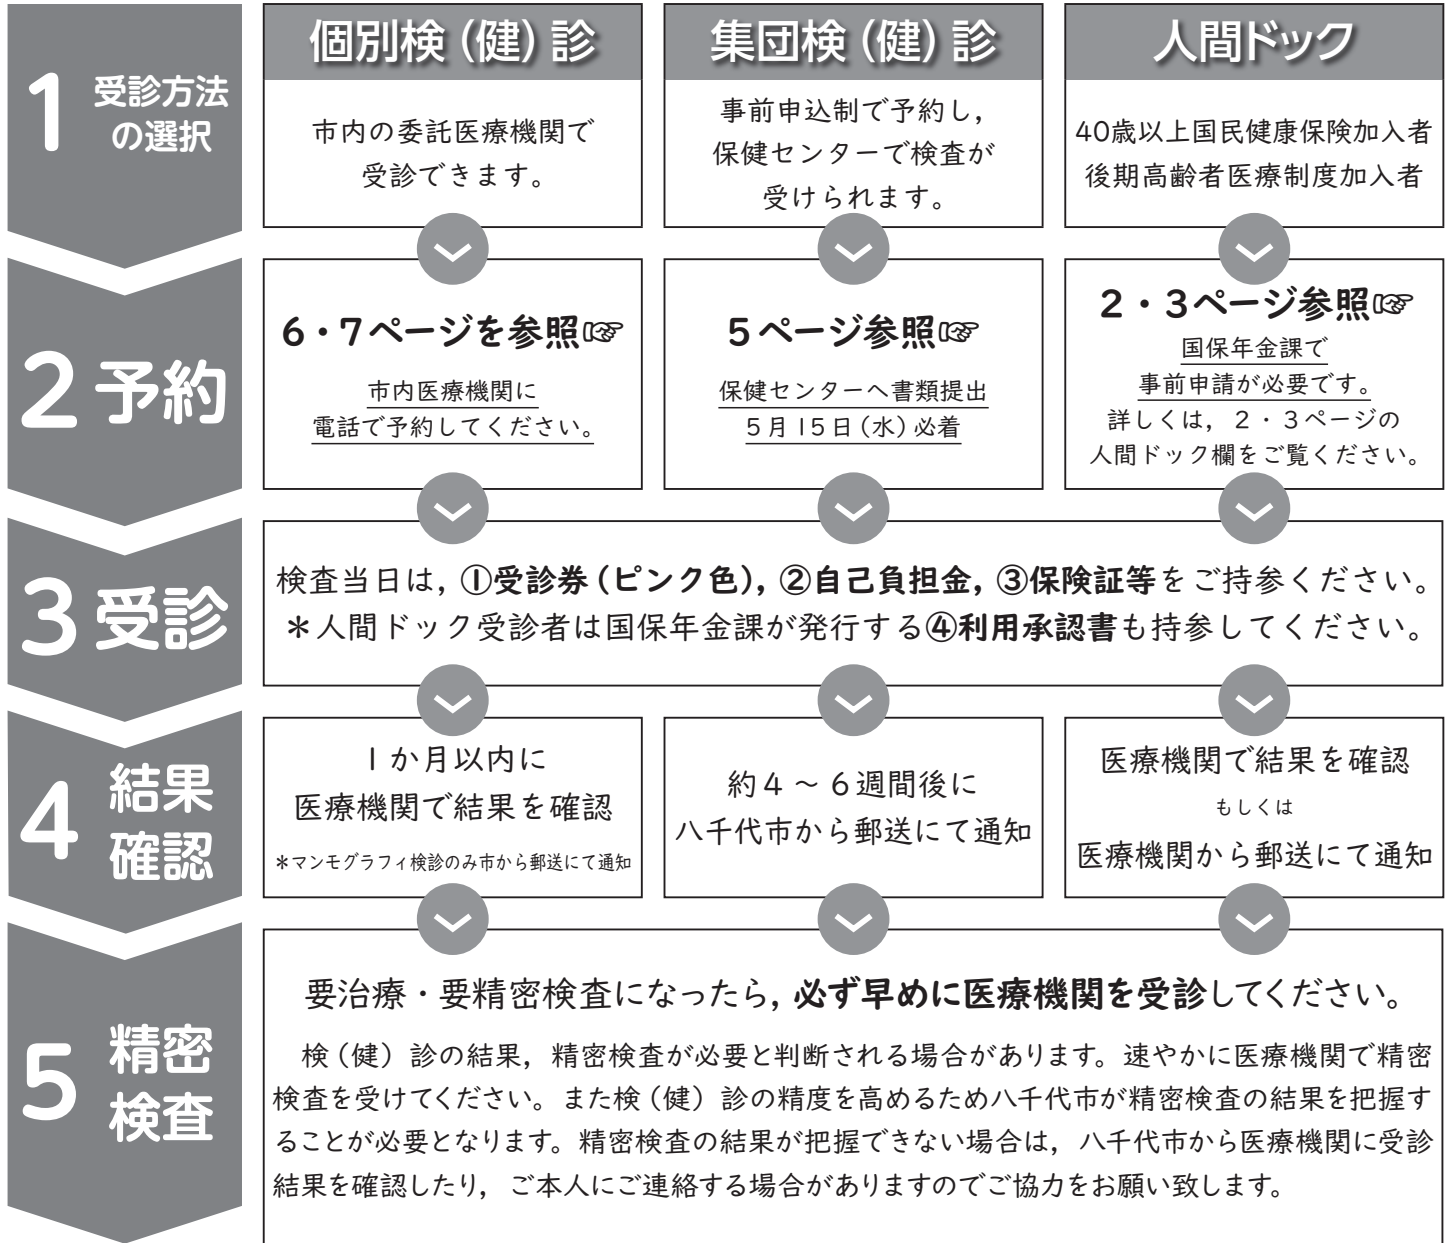 1 受診方法
の選択
個別検（健）診
市内の委託医療機関で
受診できます。
集団検（健）診
事前申込制で予約し，
保健センターで検査が
受けられます。
人間ドック
40歳以上国民健康保険加入者
後期高齢者医療制度加入者
2 予約
6・7ページを参照☞
市内医療機関に
電話で予約してください。
5ページ参照☞
保健センターへ書類提出
5月15日（水）必着
2・3ページ参照☞
国保年金課で
事前申請が必要です。
詳しくは，2・3ページの
人間ドック欄をご覧ください。
3 受診
検査当日は，①受診券（ピンク色），②自己負担金，③保険証等をご持参ください。
＊人間ドック受診者は国保年金課が発行する④利用承認書も持参してください。
4 結果
確認
1か月以内に
医療機関で結果を確認
＊マンモグラフィ検診のみ市から郵送にて通知
約4～6週間後に
八千代市から郵送にて通知
医療機関で結果を確認
もしくは
医療機関から郵送にて通知
5 精密
検査
要治療・要精密検査になったら，必ず早めに医療機関を受診してください。
検（健）診の結果，精密検査が必要と判断される場合があります。速やかに医療機関で精密
検査を受けてください。また検（健）診の精度を高めるため八千代市が精密検査の結果を把握す
ることが必要となります。精密検査の結果が把握できない場合は，八千代市から医療機関に受診
結果を確認したり，ご本人にご連絡する場合がありますのでご協力をお願い致します。